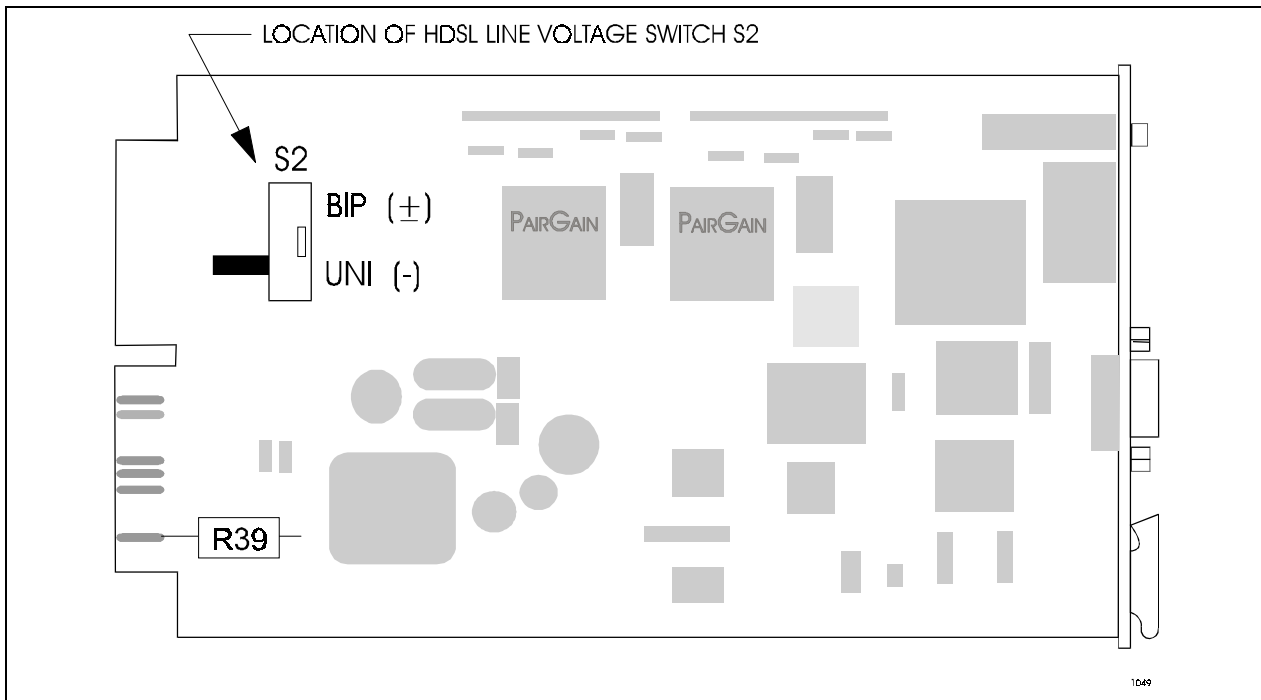 LOCATION OF HDSL LINE VOLTAGE SWITCH S2
S2
BIP (±)
UNI (-)
PAIRGAIN
PAIRGAIN
R39
1049